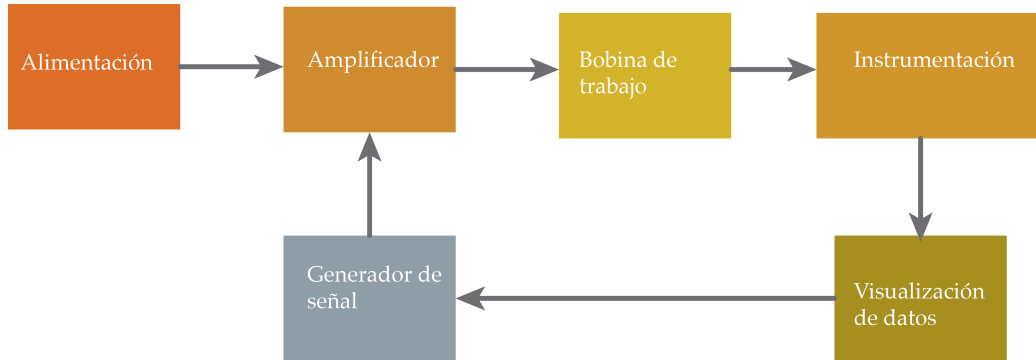 Alimentación
Amplificador
Bobina de
trabajo
Instrumentación
Generador de
señal
Visualización
de datos